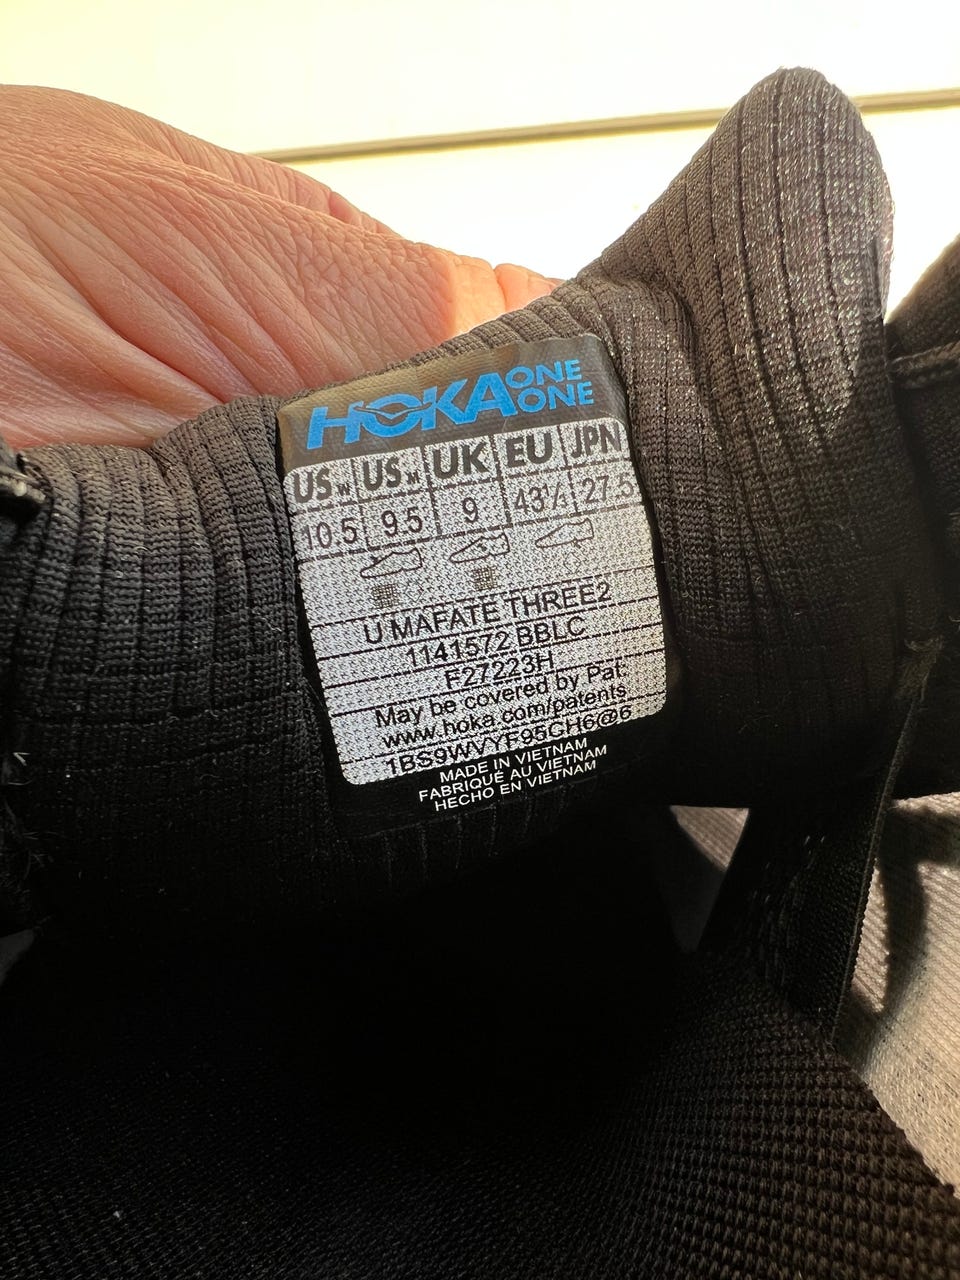 HOKA ONE ONE
US W US M UK EU JPN
10.5 9.5 9 43⅓ 27.5
U MAFATE THREE2
1141572 BBLC
F27223H
May be covered by Pat.
www.hoka.com/patents
1BS9WVYF95CH6@6
MADE IN VIETNAM
FABRIQUÉ AU VIETNAM
HECHO EN VIETNAM